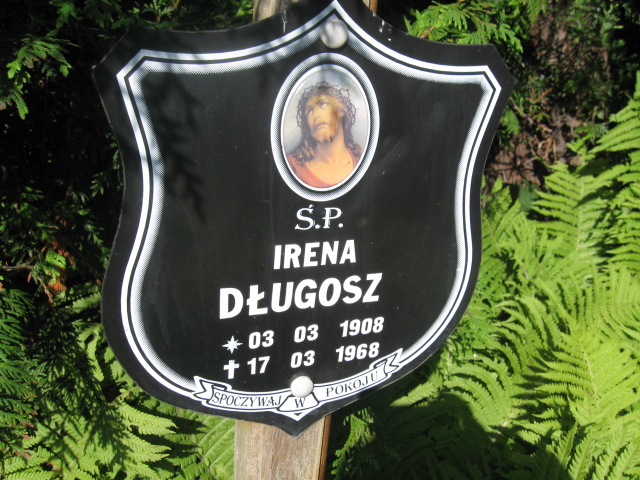 Ś.P.
IRENA
DŁUGOSZ
03 03 1908
17 03 1968
SPOCZYWAJ W POKOJU